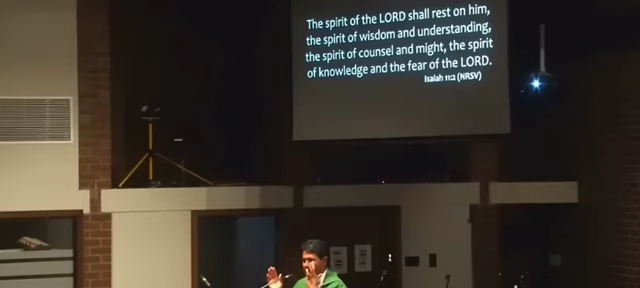 The spirit of the LORD shall rest on him,
the spirit of wisdom and understanding,
the spirit of counsel and might, the spirit
of knowledge and the fear of the LORD.
Isaiah 11:2 (NRSV)